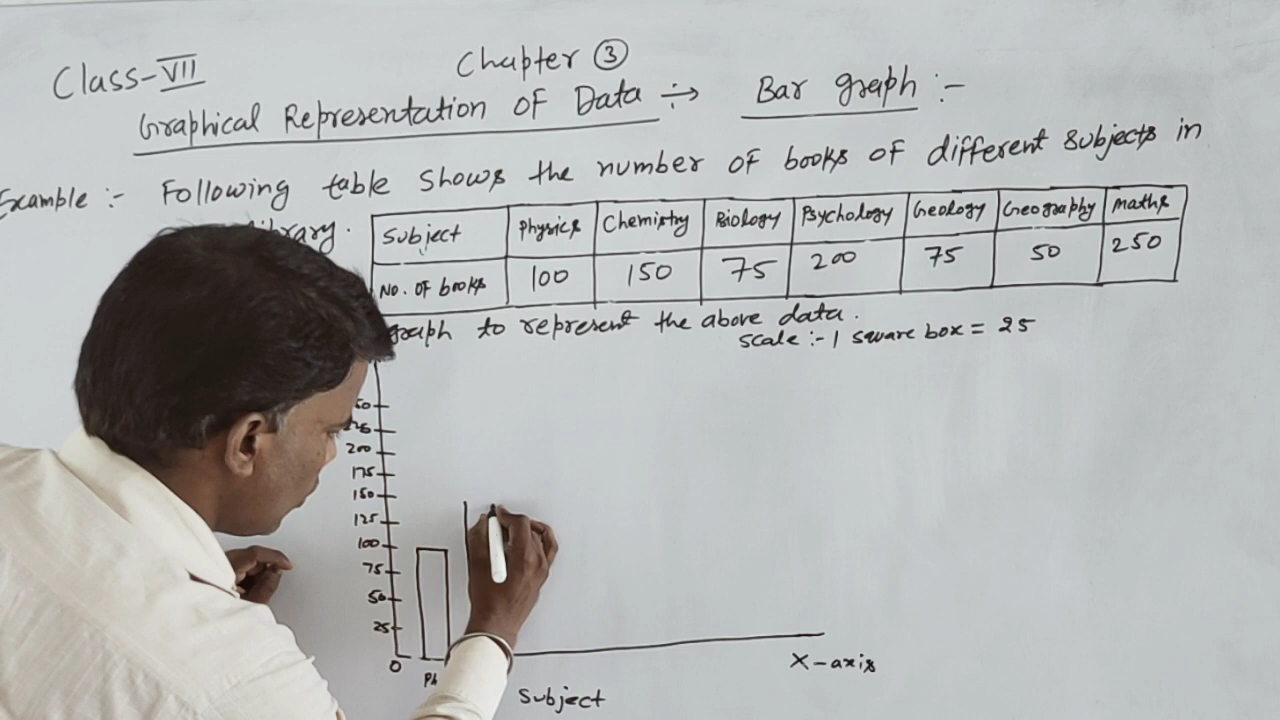 Class-VII
Chapter ③
Graphical Representation of Data ÷→ Bar graph :-
Example :- Following table shows the number of books of different subjects in
library.
Subject Physics Chemistry Biology Psychology Geology Geography maths
No. of books 100 150 75 200 75 50 250
graph to represent the above data.
scale :- 1 square box = 25
200
175
150
125
100
75
50
25
0
Ph
X-axis
Subject